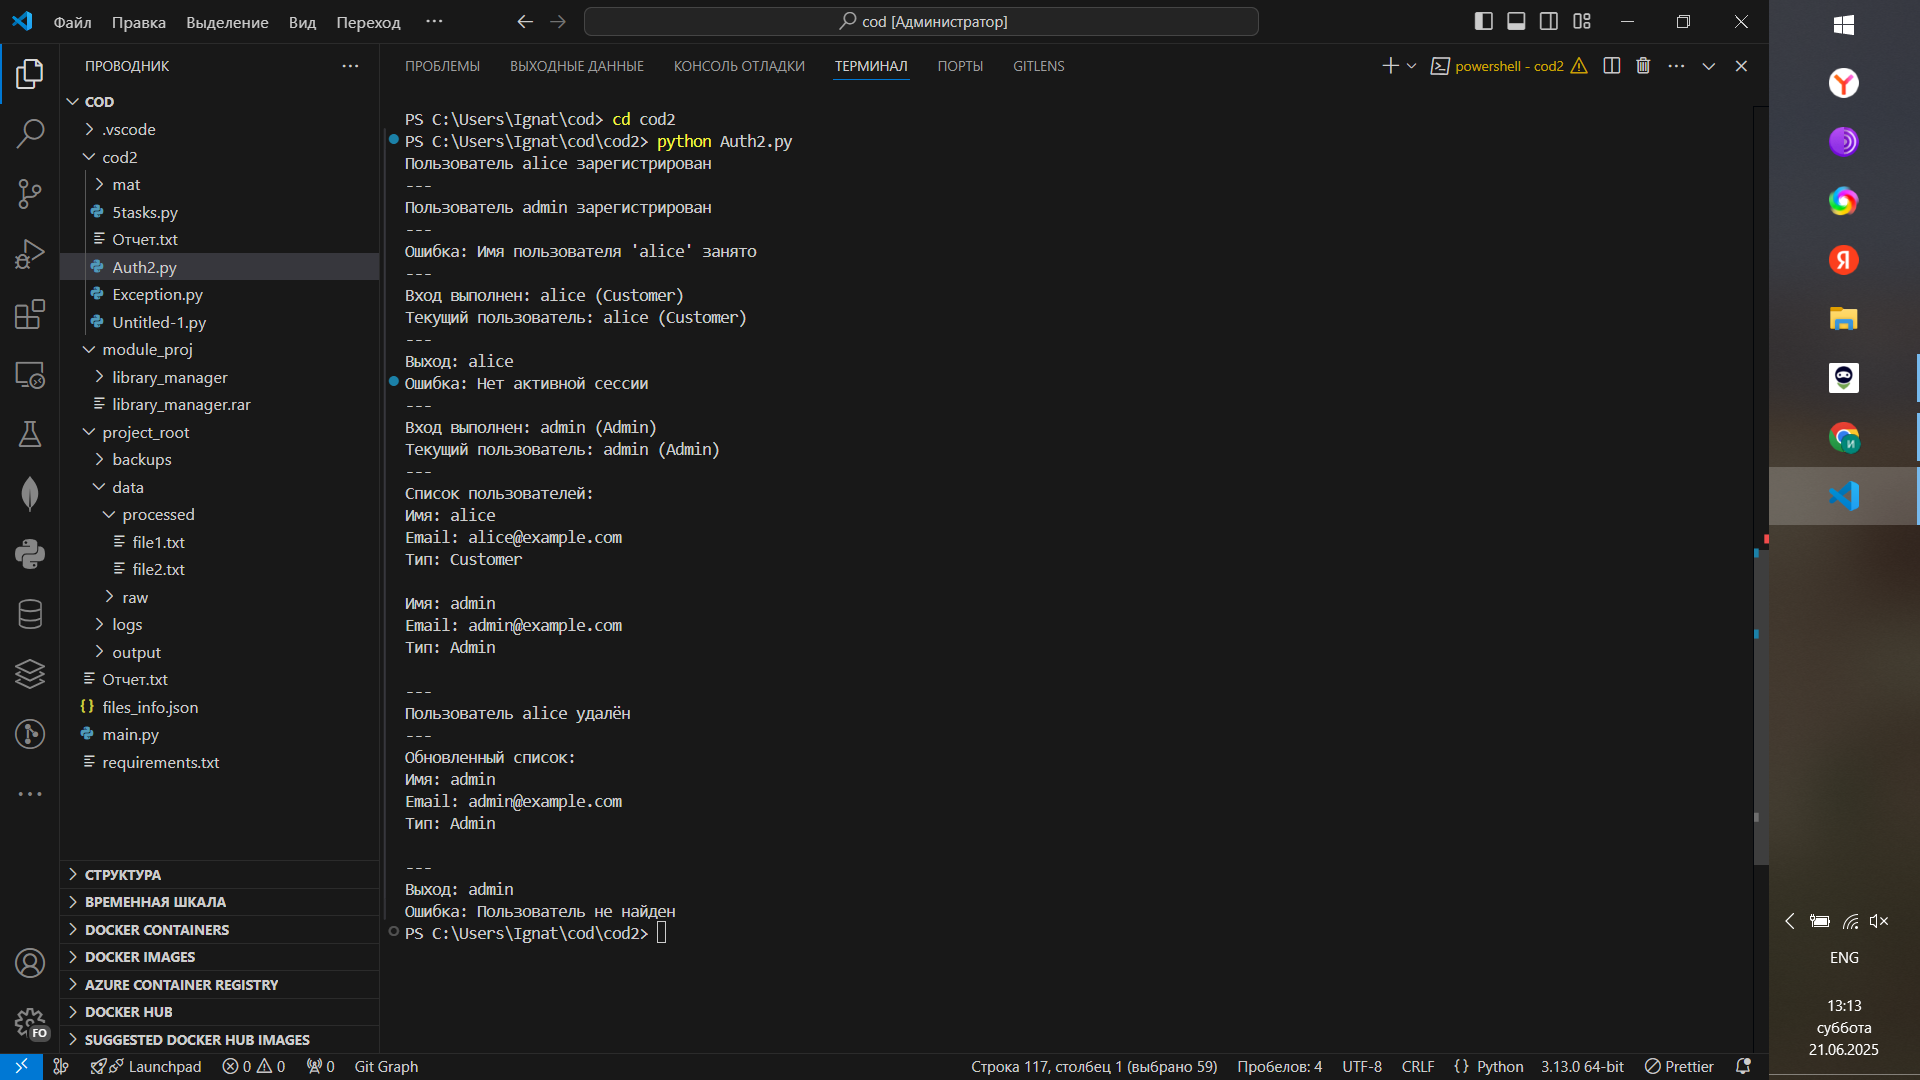 Файл Правка Выделение Вид Переход ··· cod [Администратор]
ПРОВОДНИК ···
COD
.vscode
cod2
mat
5tasks.py
Отчет.txt
Auth2.py
Exception.py
Untitled-1.py
module_proj
library_manager
library_manager.rar
project_root
backups
data
processed
file1.txt
file2.txt
raw
logs
output
Отчет.txt
files_info.json
main.py
requirements.txt
СТРУКТУРА
ВРЕМЕННАЯ ШКАЛА
DOCKER CONTAINERS
DOCKER IMAGES
AZURE CONTAINER REGISTRY
DOCKER HUB
SUGGESTED DOCKER HUB IMAGES
FO
ПРОБЛЕМЫ ВЫХОДНЫЕ ДАННЫЕ КОНСОЛЬ ОТЛАДКИ ТЕРМИНАЛ ПОРТЫ GITLENS
powershell - cod2
PS C:\Users\Ignat\cod> cd cod2
PS C:\Users\Ignat\cod\cod2> python Auth2.py
Пользователь alice зарегистрирован
---
Пользователь admin зарегистрирован
---
Ошибка: Имя пользователя 'alice' занято
---
Вход выполнен: alice (Customer)
Текущий пользователь: alice (Customer)
---
Выход: alice
Ошибка: Нет активной сессии
---
Вход выполнен: admin (Admin)
Текущий пользователь: admin (Admin)
---
Список пользователей:
Имя: alice
Email: alice@example.com
Тип: Customer
Имя: admin
Email: admin@example.com
Тип: Admin
---
Пользователь alice удалён
---
Обновленный список:
Имя: admin
Email: admin@example.com
Тип: Admin
---
Выход: admin
Ошибка: Пользователь не найден
PS C:\Users\Ignat\cod\cod2>
Launchpad 0 0 0 Git Graph
Строка 117, столбец 1 (выбрано 59) Пробелов: 4 UTF-8 CRLF {} Python 3.13.0 64-bit Prettier
Y
Я
И
ENG
13:13
суббота
21.06.2025